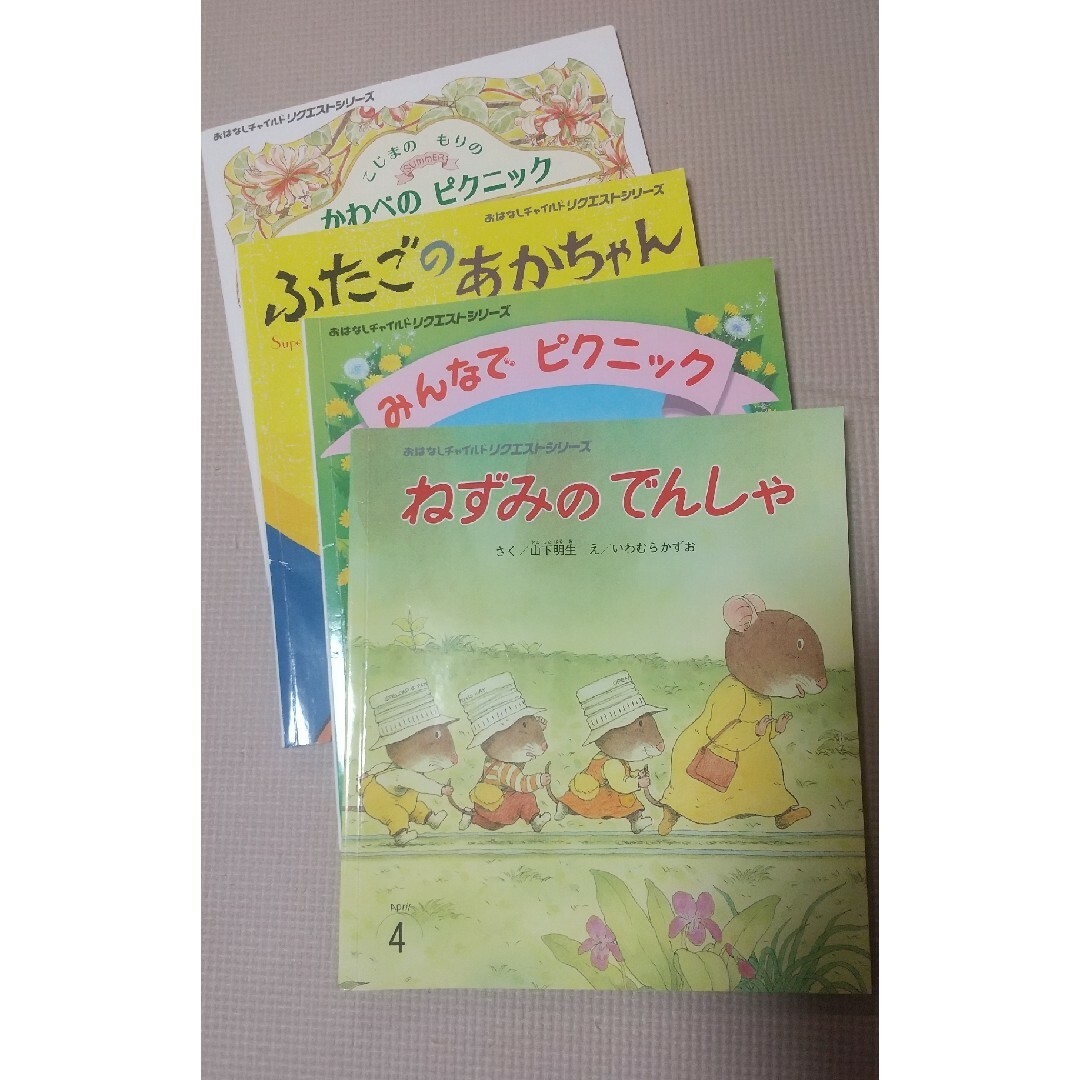 おはなしチャイルドリクエストシリーズ
こじまの もりの
SUMMER
かわべの ピクニック
おはなしチャイルドリクエストシリーズ
ふたごの
あかちゃん
Supe
おはなしチャイルドリクエストシリーズ
みんなで ピクニック
おはなしチャイルドリクエストシリーズ
ねずみの でんしゃ
さく/山下明生 え/いわむらかずお
OPEN
April
4